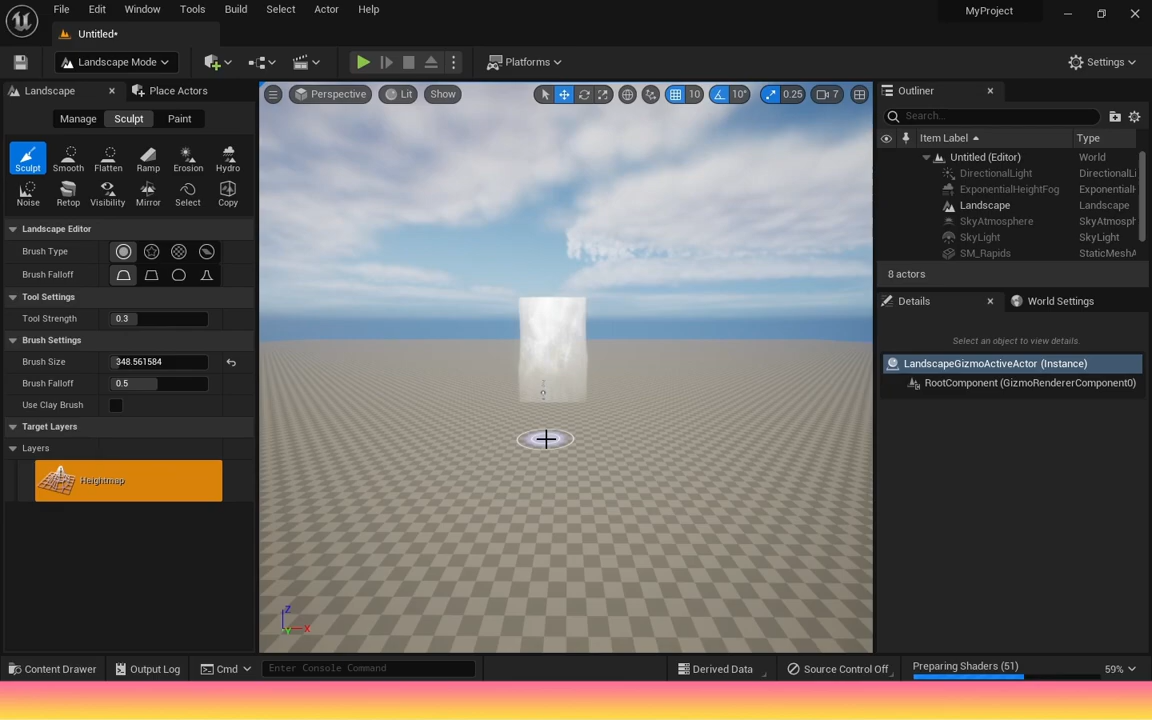 File Edit Window Tools Build Select Actor Help
MyProject
Untitled*
Landscape Mode
Platforms
Settings
Landscape
Place Actors
Manage Sculpt Paint
Sculpt Smooth Flatten Ramp Erosion Hydro
Noise Retop Visibility Mirror Select Copy
Landscape Editor
Brush Type
Brush Falloff
Tool Settings
Tool Strength 0.3
Brush Settings
Brush Size 348.561584
Brush Falloff 0.5
Use Clay Brush
Target Layers
Layers
Heightmap
Perspective Lit Show
10 10° 0.25 7
Z
X
Y
Outliner
Search...
Item Label Type
Untitled (Editor) World
DirectionalLight DirectionalLi
ExponentialHeightFog ExponentialH
Landscape Landscape
SkyAtmosphere SkyAtmosph
SkyLight SkyLight
SM_Rapids StaticMeshA
8 actors
Details World Settings
Select an object to view details.
LandscapeGizmoActiveActor (Instance)
RootComponent (GizmoRendererComponent0)
Content Drawer Output Log Cmd Enter Console Command Derived Data Source Control Off Preparing Shaders (51) 59%